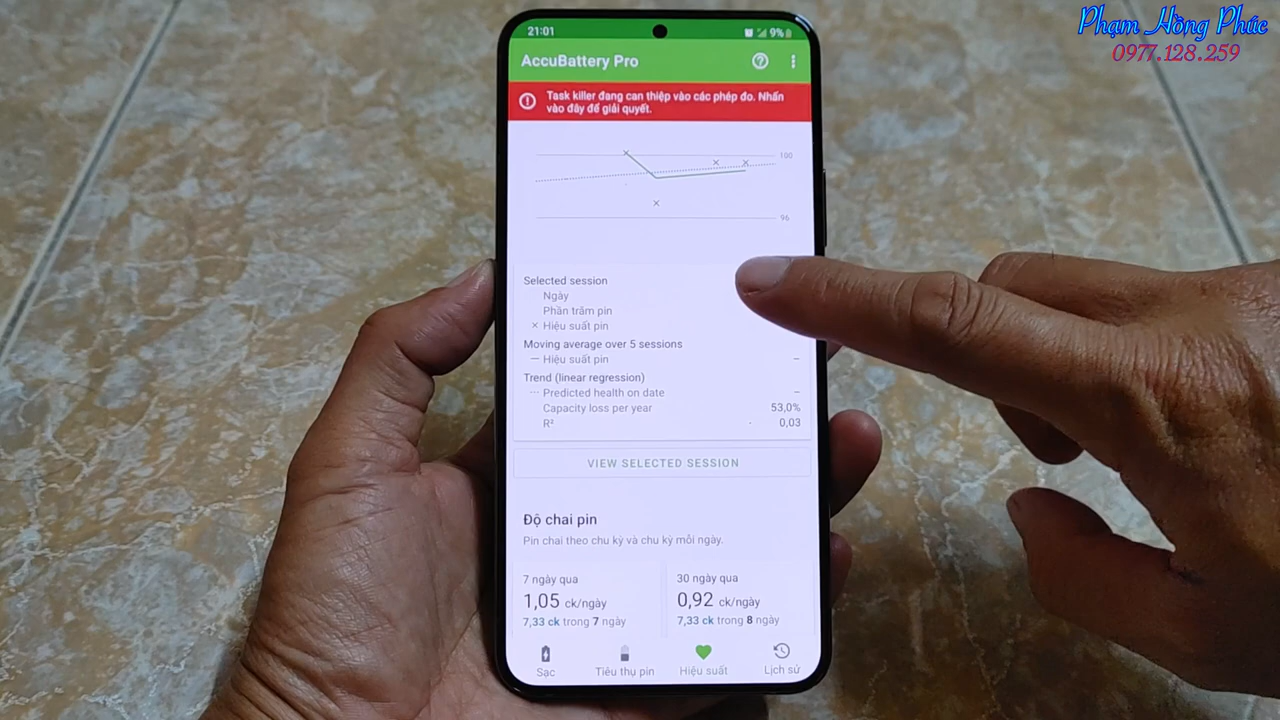 Phạm Hồng Phúc
0977.128.259
21:01
9%
AccuBattery Pro
Task killer đang can thiệp vào các phép đo. Nhấn
vào đây để giải quyết.
100
96
Selected session
Ngày
Phần trăm pin
× Hiệu suất pin
Moving average over 5 sessions
— Hiệu suất pin –
Trend (linear regression)
··· Predicted health on date –
Capacity loss per year 53,0%
R² 0,03
VIEW SELECTED SESSION
Độ chai pin
Pin chai theo chu kỳ và chu kỳ mỗi ngày.
7 ngày qua
1,05 ck/ngày
7,33 ck trong 7 ngày
30 ngày qua
0,92 ck/ngày
7,33 ck trong 8 ngày
Sạc
Tiêu thụ pin
Hiệu suất
Lịch sử